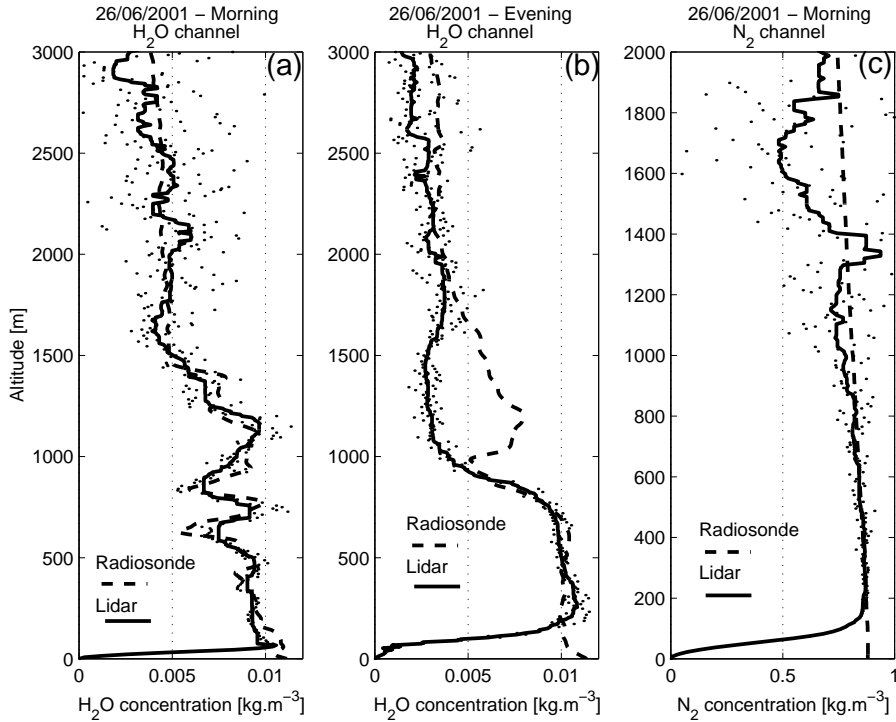 26/06/2001 – Morning
H₂O channel
(a)
Altitude [m]
3000
2500
2000
1500
1000
500
0
Radiosonde
Lidar
0
0.005
0.01
H₂O concentration [kg.m⁻³]
26/06/2001 – Evening
H₂O channel
(b)
3000
2500
2000
1500
1000
500
0
Radiosonde
Lidar
0
0.005
0.01
H₂O concentration [kg.m⁻³]
26/06/2001 – Morning
N₂ channel
(c)
2000
1800
1600
1400
1200
1000
800
600
400
200
0
Radiosonde
Lidar
0
0.5
1
N₂ concentration [kg.m⁻³]